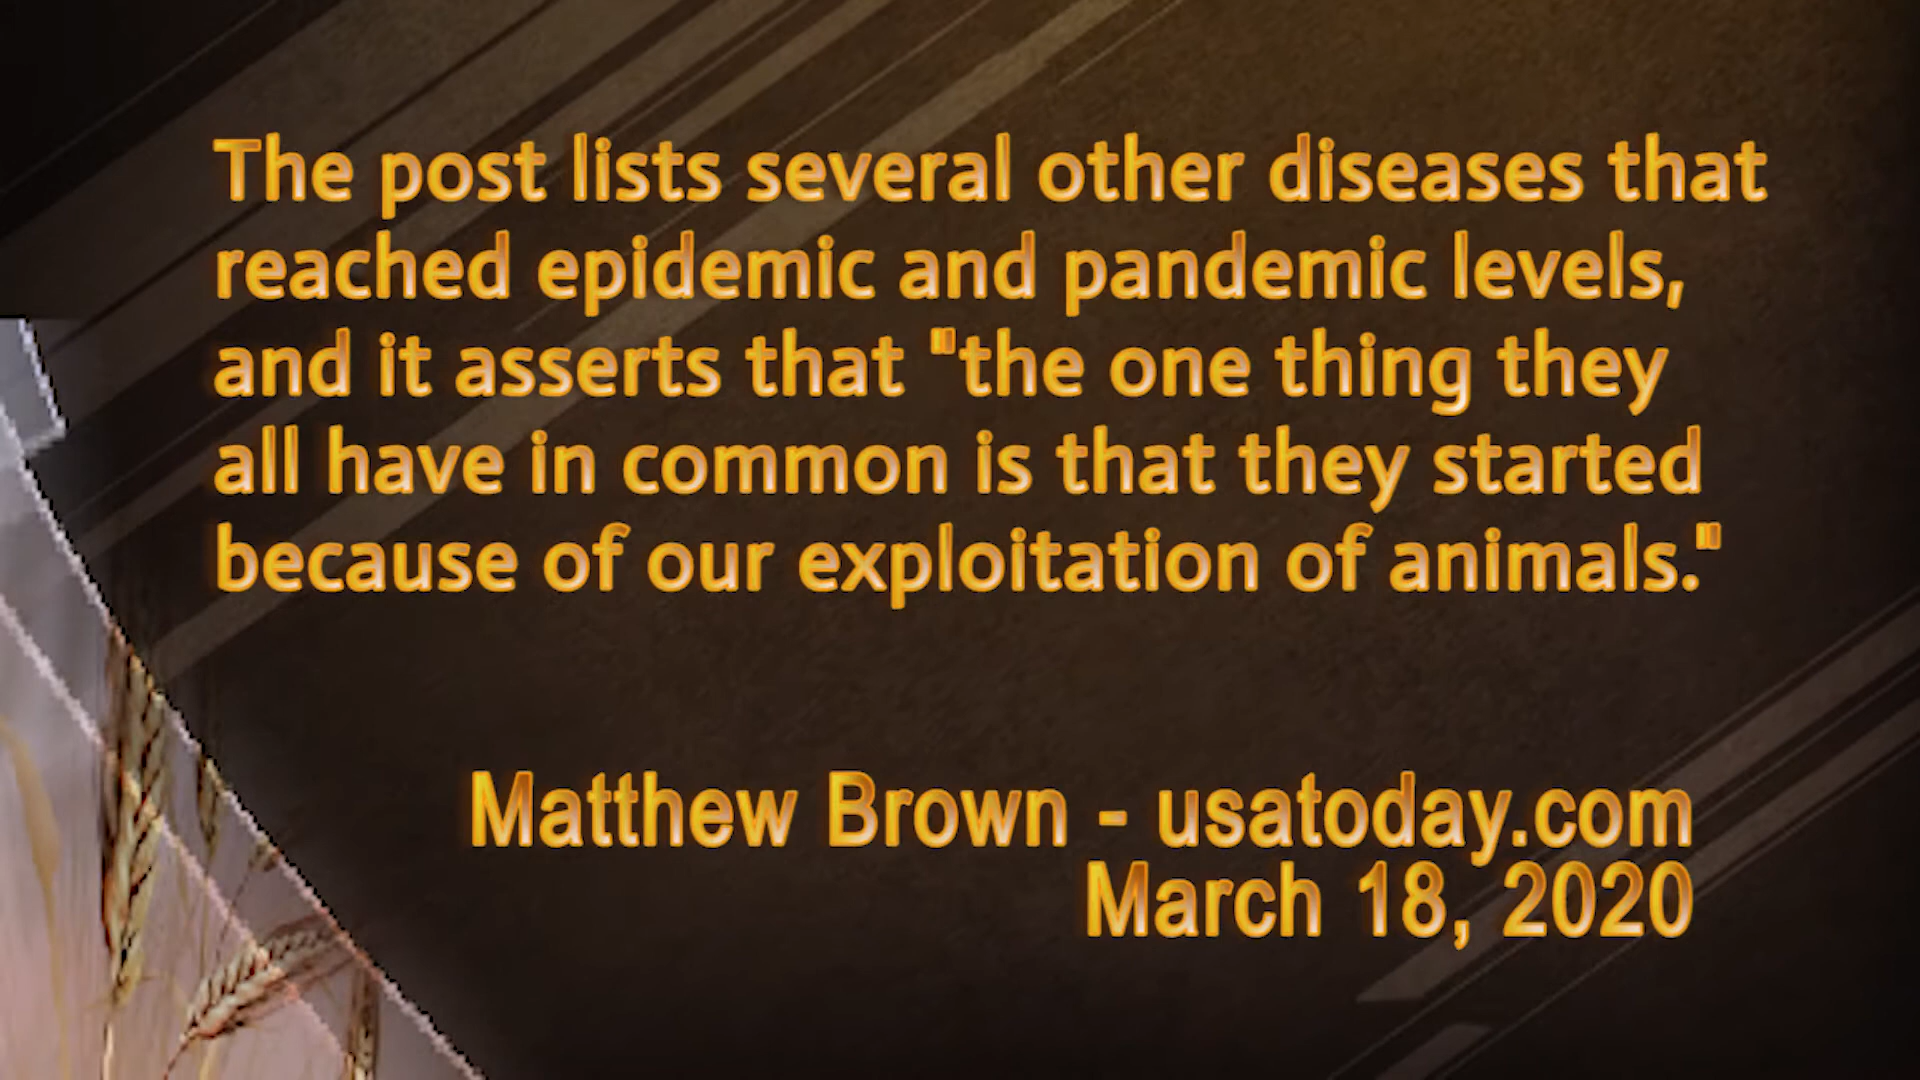 The post lists several other diseases that
reached epidemic and pandemic levels,
and it asserts that "the one thing they
all have in common is that they started
because of our exploitation of animals."
Matthew Brown - usatoday.com
March 18, 2020